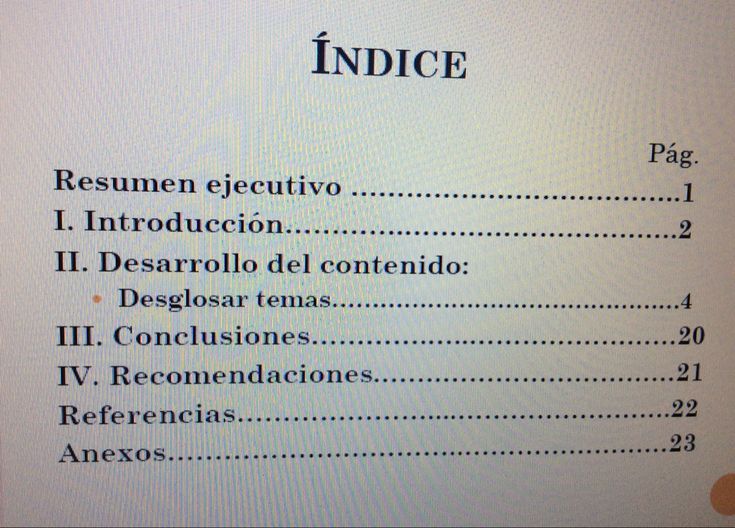 ÍNDICE
Pág.
Resumen ejecutivo ........................................1
I. Introducción...............................................2
II. Desarrollo del contenido:
• Desglosar temas...........................................4
III. Conclusiones............................................20
IV. Recomendaciones....................................21
Referencias....................................................22
Anexos............................................................23